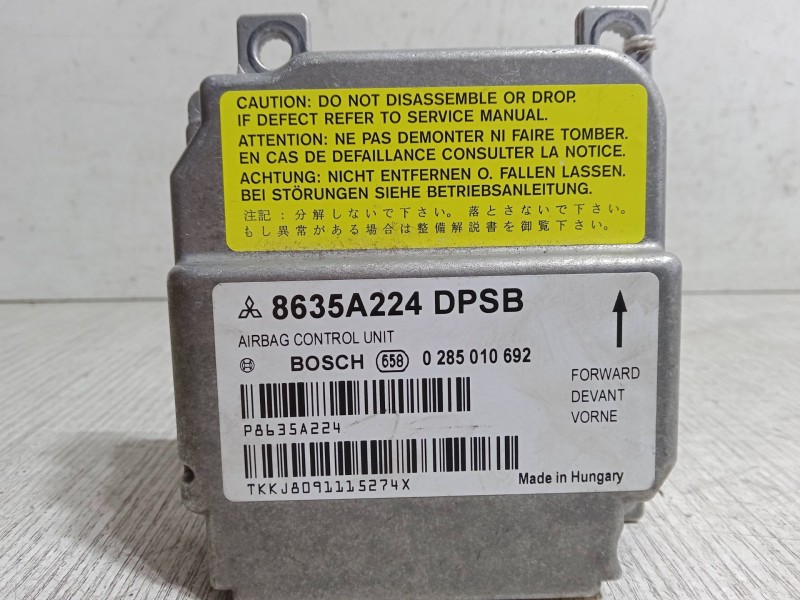 CAUTION: DO NOT DISASSEMBLE OR DROP.
IF DEFECT REFER TO SERVICE MANUAL.
ATTENTION: NE PAS DEMONTER NI FAIRE TOMBER.
EN CAS DE DEFAILLANCE CONSULTER LA NOTICE.
ACHTUNG: NICHT ENTFERNEN O. FALLEN LASSEN.
BEI STÖRUNGEN SIEHE BETRIEBSANLEITUNG.
注記：分解しないで下さい。落とさないで下さい。
もし異常がある場合は整備解説書を御覧下さい。
8635A224 DPSB
AIRBAG CONTROL UNIT
BOSCH 658 0 285 010 692
P8635A224
TKKJ8091115274X
FORWARD
DEVANT
VORNE
Made in Hungary